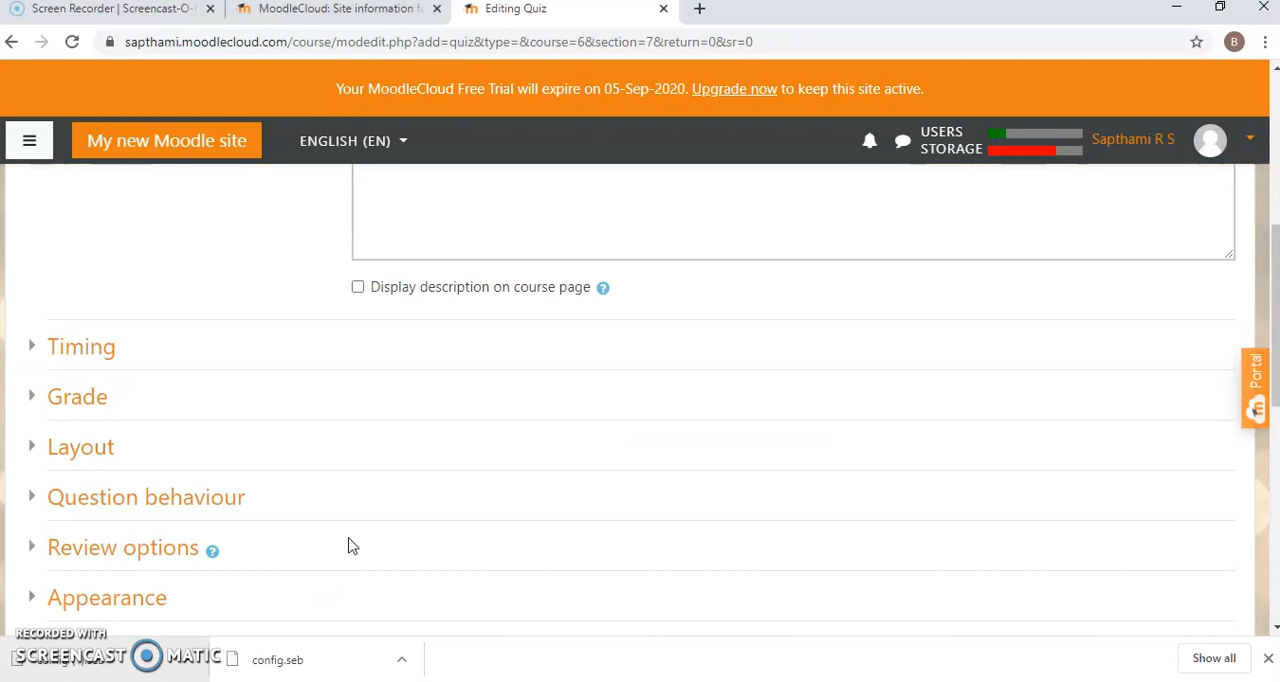 Screen Recorder | Screencast-O-
MoodleCloud: Site information f
Editing Quiz
sapthami.moodlecloud.com/course/modedit.php?add=quiz&type=&course=6&section=7&return=0&sr=0
B
Your MoodleCloud Free Trial will expire on 05-Sep-2020. Upgrade now to keep this site active.
My new Moodle site
ENGLISH (EN)
USERS
STORAGE
Sapthami R S
Display description on course page
Portal
Timing
Grade
Layout
Question behaviour
Review options
Appearance
RECORDED WITH
SCREENCAST MATIC
config.seb
Show all